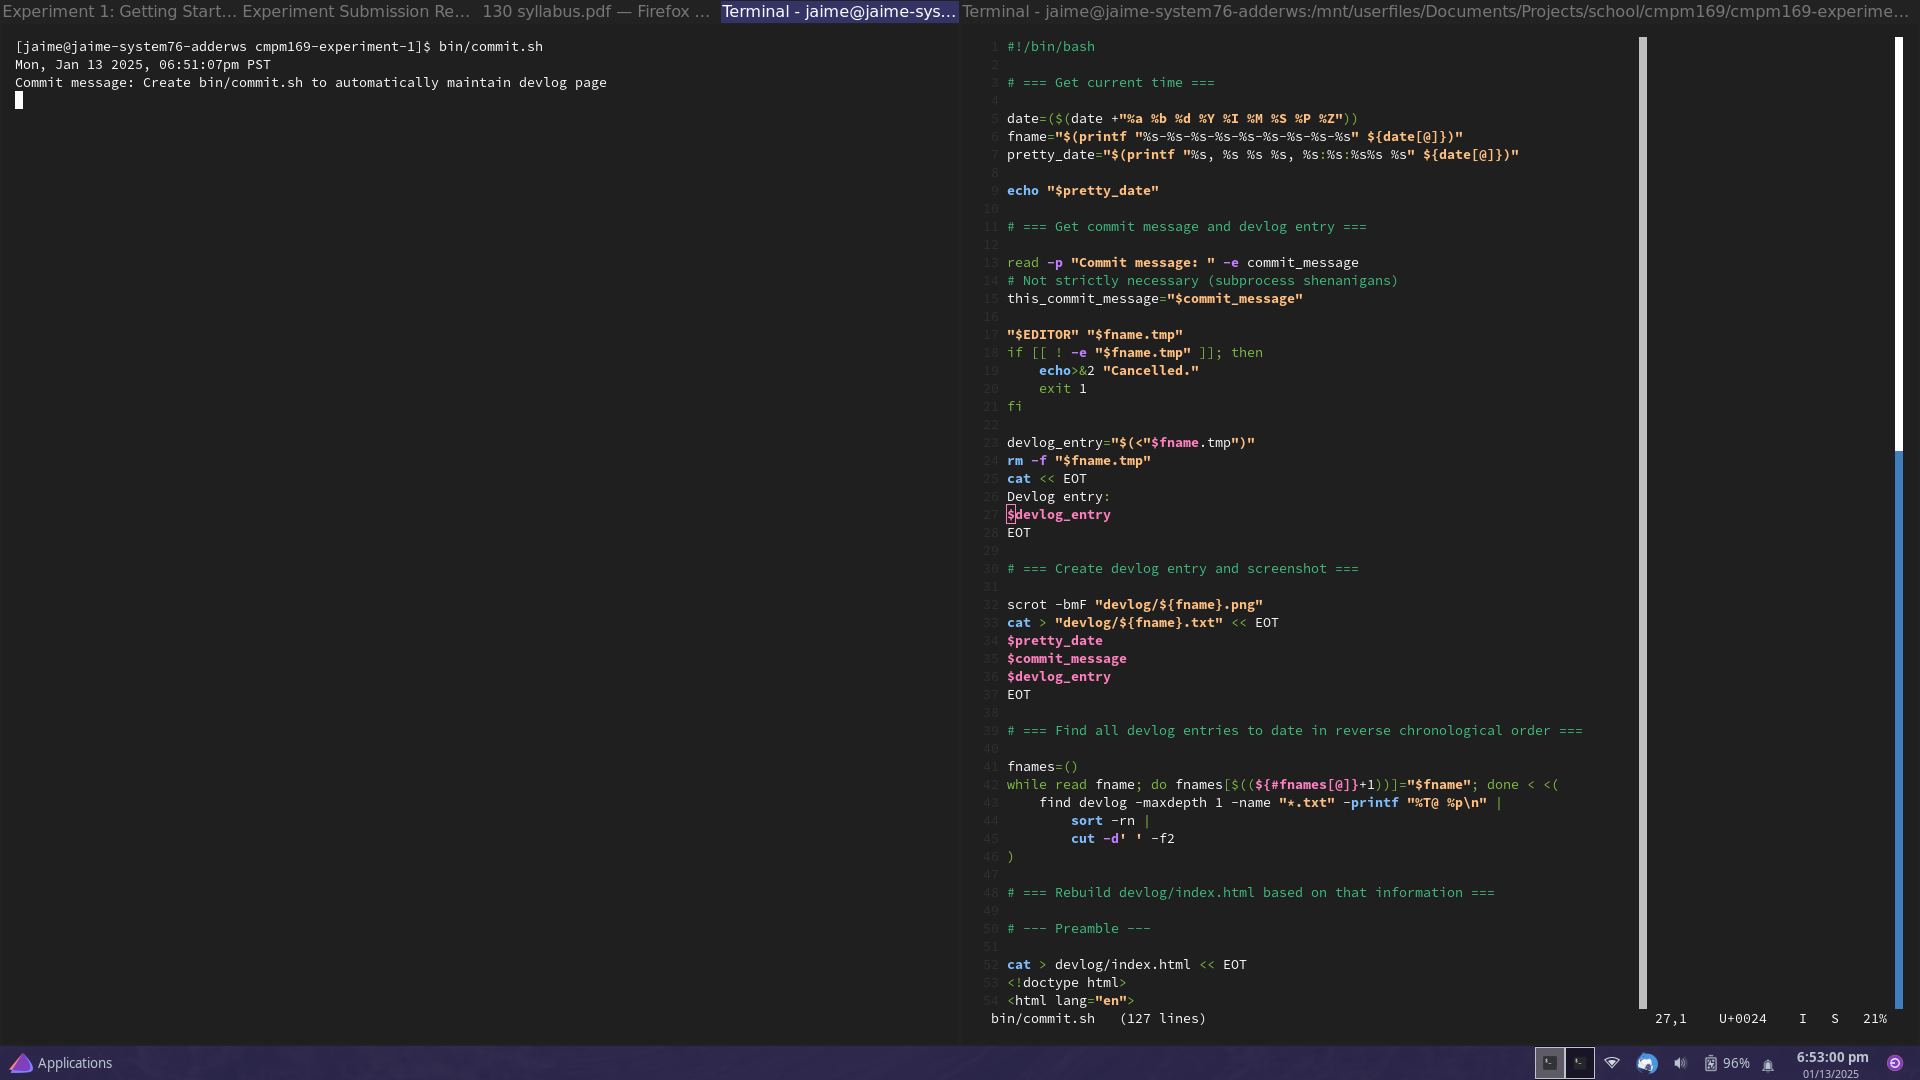 Experiment 1: Getting Start... Experiment Submission Re... 130 syllabus.pdf — Firefox ... Terminal - jaime@jaime-sys... Terminal - jaime@jaime-system76-adderws:/mnt/userfiles/Documents/Projects/school/cmpm169/cmpm169-experime...
[jaime@jaime-system76-adderws cmpm169-experiment-1]$ bin/commit.sh
Mon, Jan 13 2025, 06:51:07pm PST
Commit message: Create bin/commit.sh to automatically maintain devlog page
1 #!/bin/bash
2
3 # === Get current time ===
4
5 date=($(date +"%a %b %d %Y %I %M %S %P %Z"))
6 fname="$(printf "%s-%s-%s-%s-%s-%s-%s-%s-%s" ${date[@]})"
7 pretty_date="$(printf "%s, %s %s %s, %s:%s:%s%s %s" ${date[@]})"
8
9 echo "$pretty_date"
10
11 # === Get commit message and devlog entry ===
12
13 read -p "Commit message: " -e commit_message
14 # Not strictly necessary (subprocess shenanigans)
15 this_commit_message="$commit_message"
16
17 "$EDITOR" "$fname.tmp"
18 if [[ ! -e "$fname.tmp" ]]; then
19     echo>&2 "Cancelled."
20     exit 1
21 fi
22
23 devlog_entry="$(<"$fname.tmp")"
24 rm -f "$fname.tmp"
25 cat << EOT
26 Devlog entry:
27 $devlog_entry
28 EOT
29
30 # === Create devlog entry and screenshot ===
31
32 scrot -bmF "devlog/${fname}.png"
33 cat > "devlog/${fname}.txt" << EOT
34 $pretty_date
35 $commit_message
36 $devlog_entry
37 EOT
38
39 # === Find all devlog entries to date in reverse chronological order ===
40
41 fnames=()
42 while read fname; do fnames[$((${#fnames[@]}+1))]="$fname"; done < <(
43     find devlog -maxdepth 1 -name "*.txt" -printf "%T@ %p\n" |
44         sort -rn |
45         cut -d' ' -f2
46 )
47
48 # === Rebuild devlog/index.html based on that information ===
49
50 # --- Preamble ---
51
52 cat > devlog/index.html << EOT
53 <!doctype html>
54 <html lang="en">
bin/commit.sh (127 lines) 27,1 U+0024 I S 21%
Applications 96% 6:53:00 pm
01/13/2025